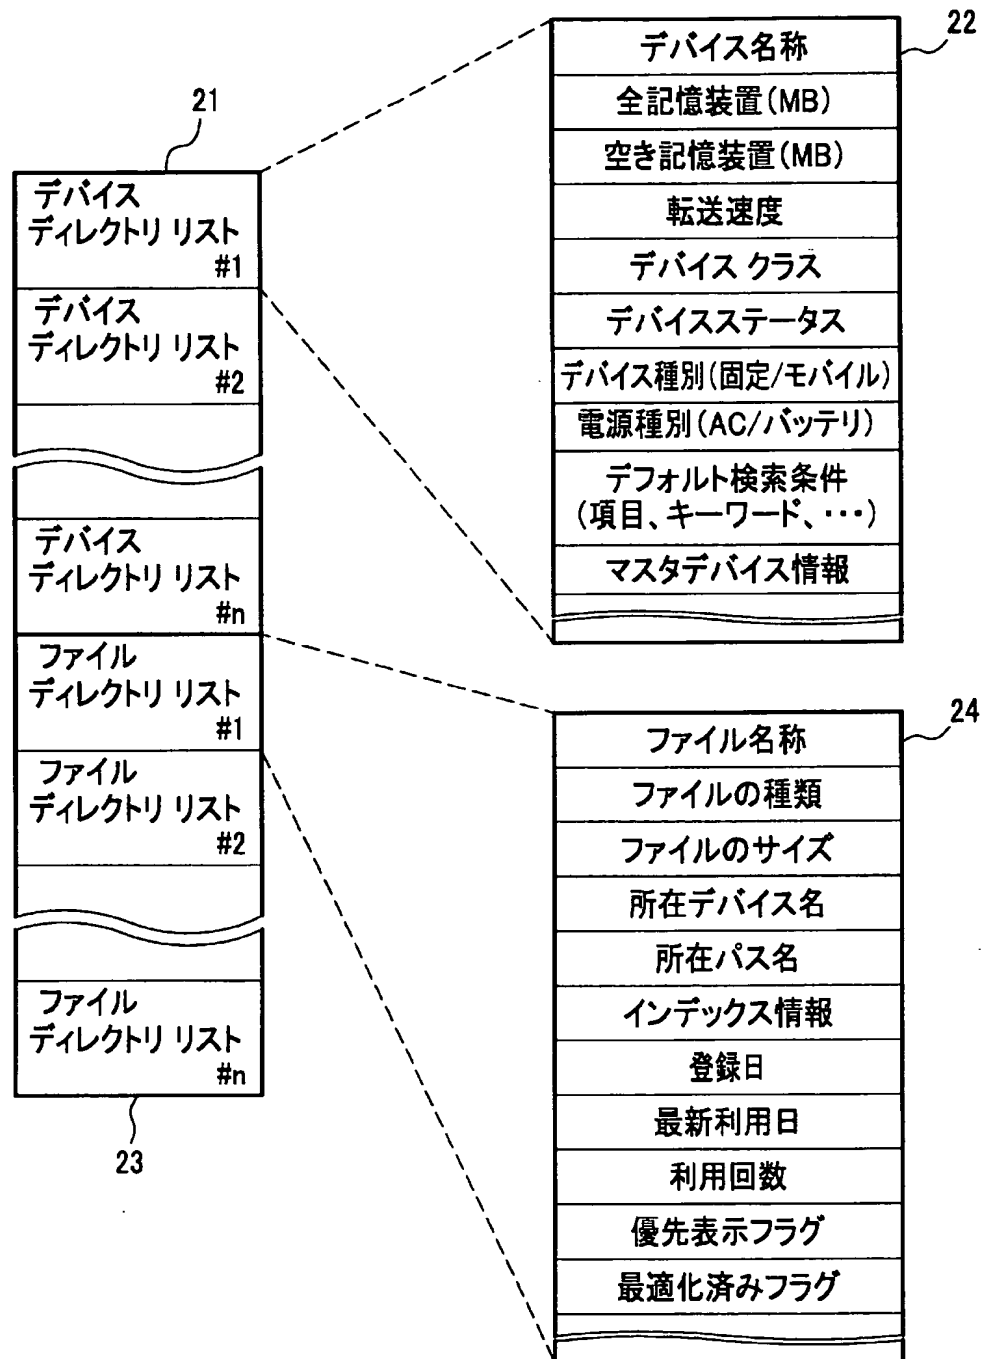 21
デバイス
ディレクトリ リスト
#1
デバイス
ディレクトリ リスト
#2
デバイス
ディレクトリ リスト
#n
ファイル
ディレクトリ リスト
#1
ファイル
ディレクトリ リスト
#2
ファイル
ディレクトリ リスト
#n
23
22
デバイス名称
全記憶装置(MB)
空き記憶装置(MB)
転送速度
デバイス クラス
デバイスステータス
デバイス種別(固定/モバイル)
電源種別(AC/バッテリ)
デフォルト検索条件
(項目、キーワード、・・・)
マスタデバイス情報
24
ファイル名称
ファイルの種類
ファイルのサイズ
所在デバイス名
所在パス名
インデックス情報
登録日
最新利用日
利用回数
優先表示フラグ
最適化済みフラグ